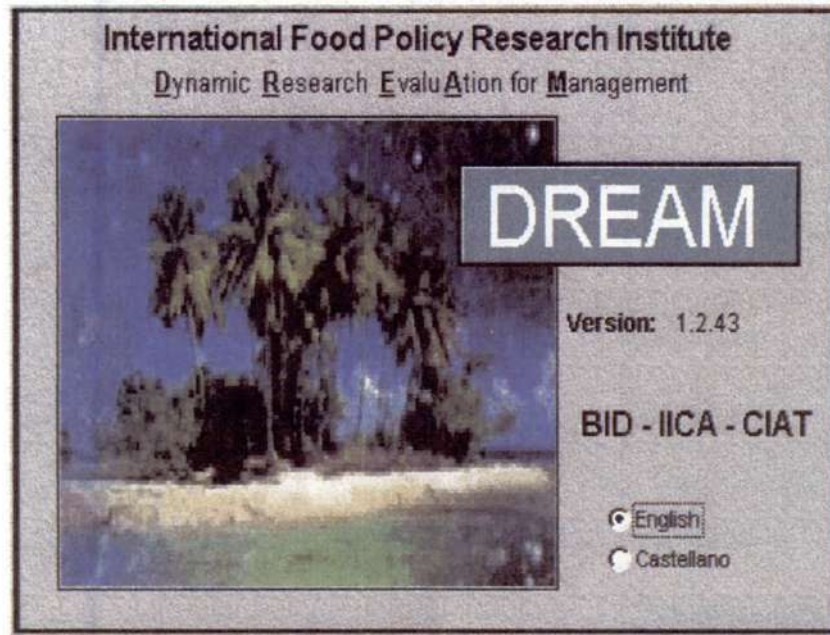 International Food Policy Research Institute
Dynamic Research EvaluAtion for Management
DREAM
Version: 1.2.43
BID - IICA - CIAT
English
Castellano